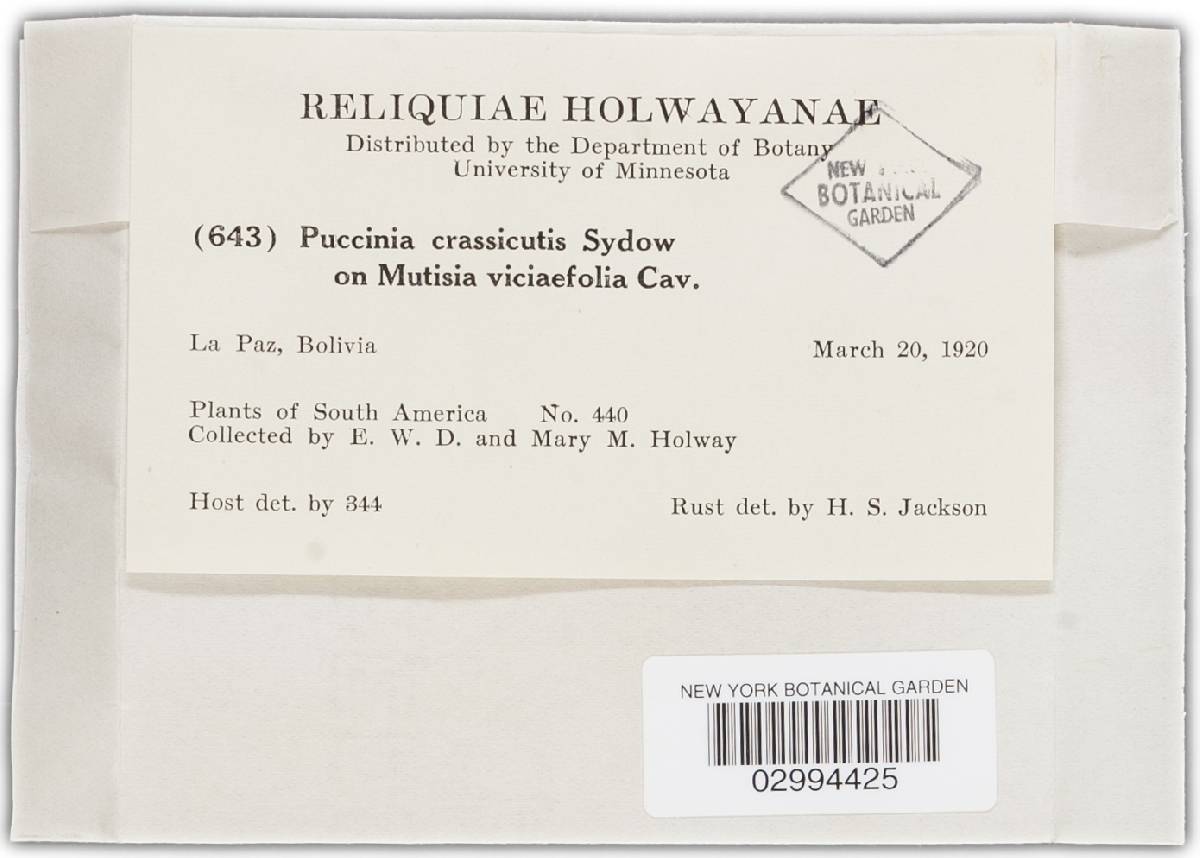 RELIQUIAE HOLWAYANAE
Distributed by the Department of Botany
University of Minnesota
NEW
BOTANICAL
GARDEN
(643) Puccinia crassicutis Sydow
on Mutisia viciaefolia Cav.
La Paz, Bolivia March 20, 1920
Plants of South America No. 440
Collected by E. W. D. and Mary M. Holway
Host det. by 344 Rust det. by H. S. Jackson
NEW YORK BOTANICAL GARDEN
02994425